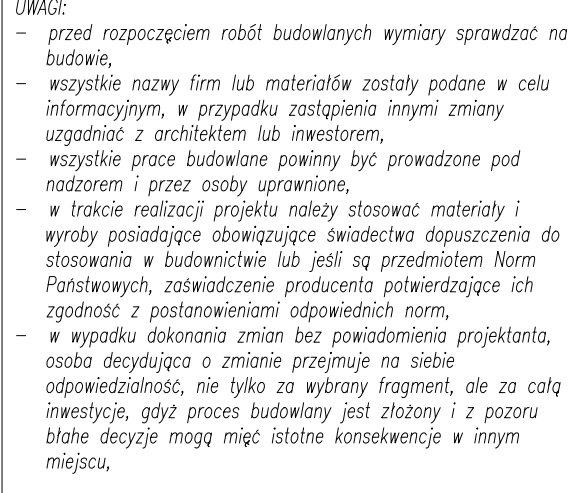 UWAGI:
– przed rozpoczęciem robót budowlanych wymiary sprawdzać na
budowie,
– wszystkie nazwy firm lub materiałów zostały podane w celu
informacyjnym, w przypadku zastąpienia innymi zmiany
uzgadniać z architektem lub inwestorem,
– wszystkie prace budowlane powinny być prowadzone pod
nadzorem i przez osoby uprawnione,
– w trakcie realizacji projektu należy stosować materiały i
wyroby posiadające obowiązujące świadectwa dopuszczenia do
stosowania w budownictwie lub jeśli są przedmiotem Norm
Państwowych, zaświadczenie producenta potwierdzające ich
zgodność z postanowieniami odpowiednich norm,
– w wypadku dokonania zmian bez powiadomienia projektanta,
osoba decydująca o zmianie przejmuje na siebie
odpowiedzialność, nie tylko za wybrany fragment, ale za całą
inwestycje, gdyż proces budowlany jest złożony i z pozoru
błahe decyzje mogą mięć istotne konsekwencje w innym
miejscu,